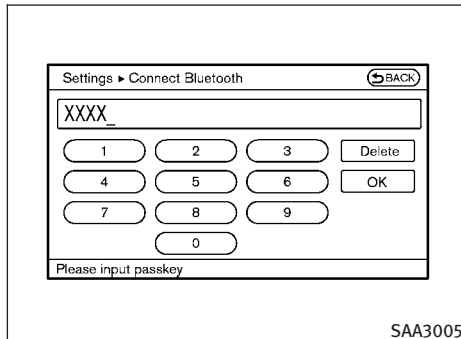 Settings ▸ Connect Bluetooth BACK
XXXX_
1 2 3 Delete
4 5 6 OK
7 8 9
0
Please input passkey
SAA3005